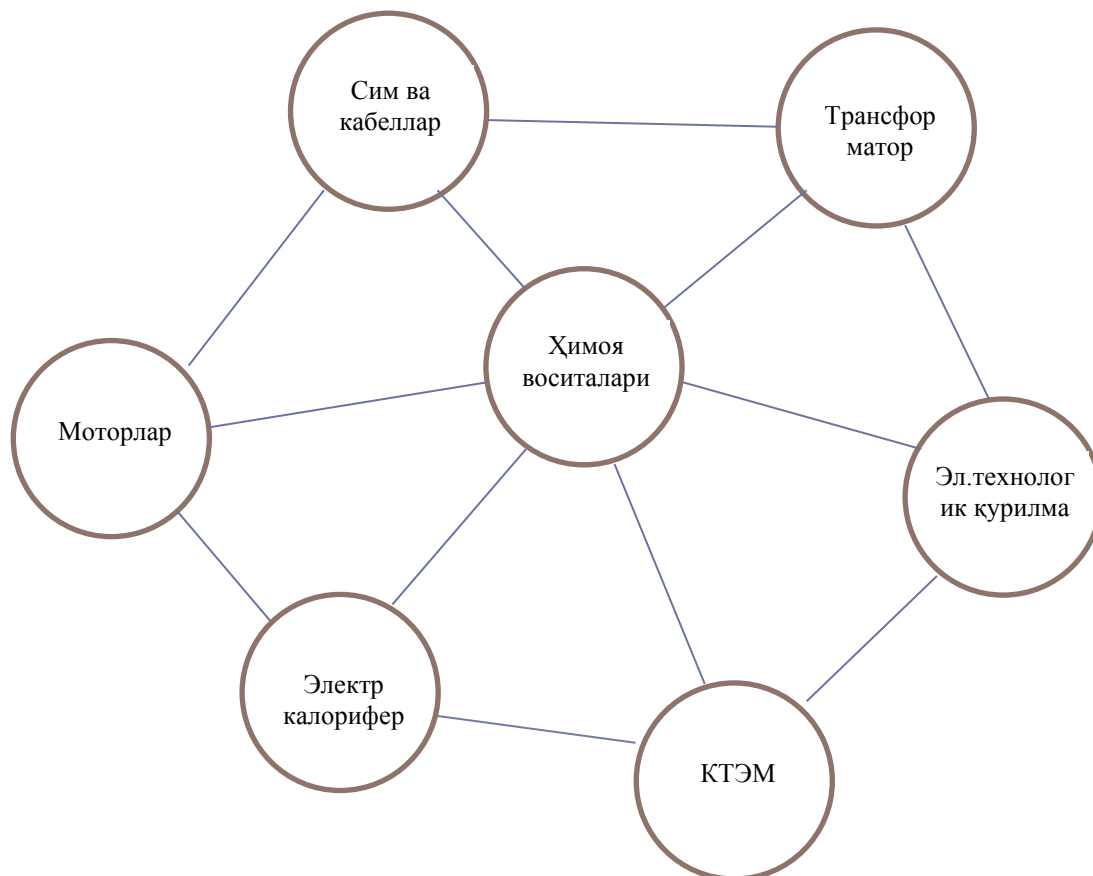 Сим ва
кабеллар
Трансфор
матор
Ҳимоя
воситалари
Моторлар
Эл.технолог
ик қурилма
Электр
калорифер
КТЭМ